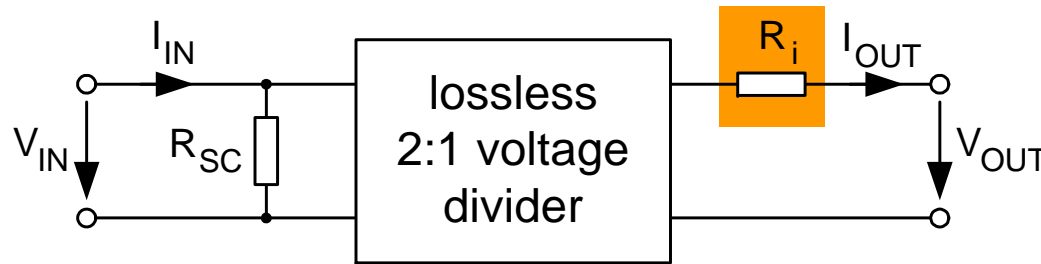 I_IN
R_i
I_OUT
lossless
2:1 voltage
divider
V_IN
R_SC
V_OUT